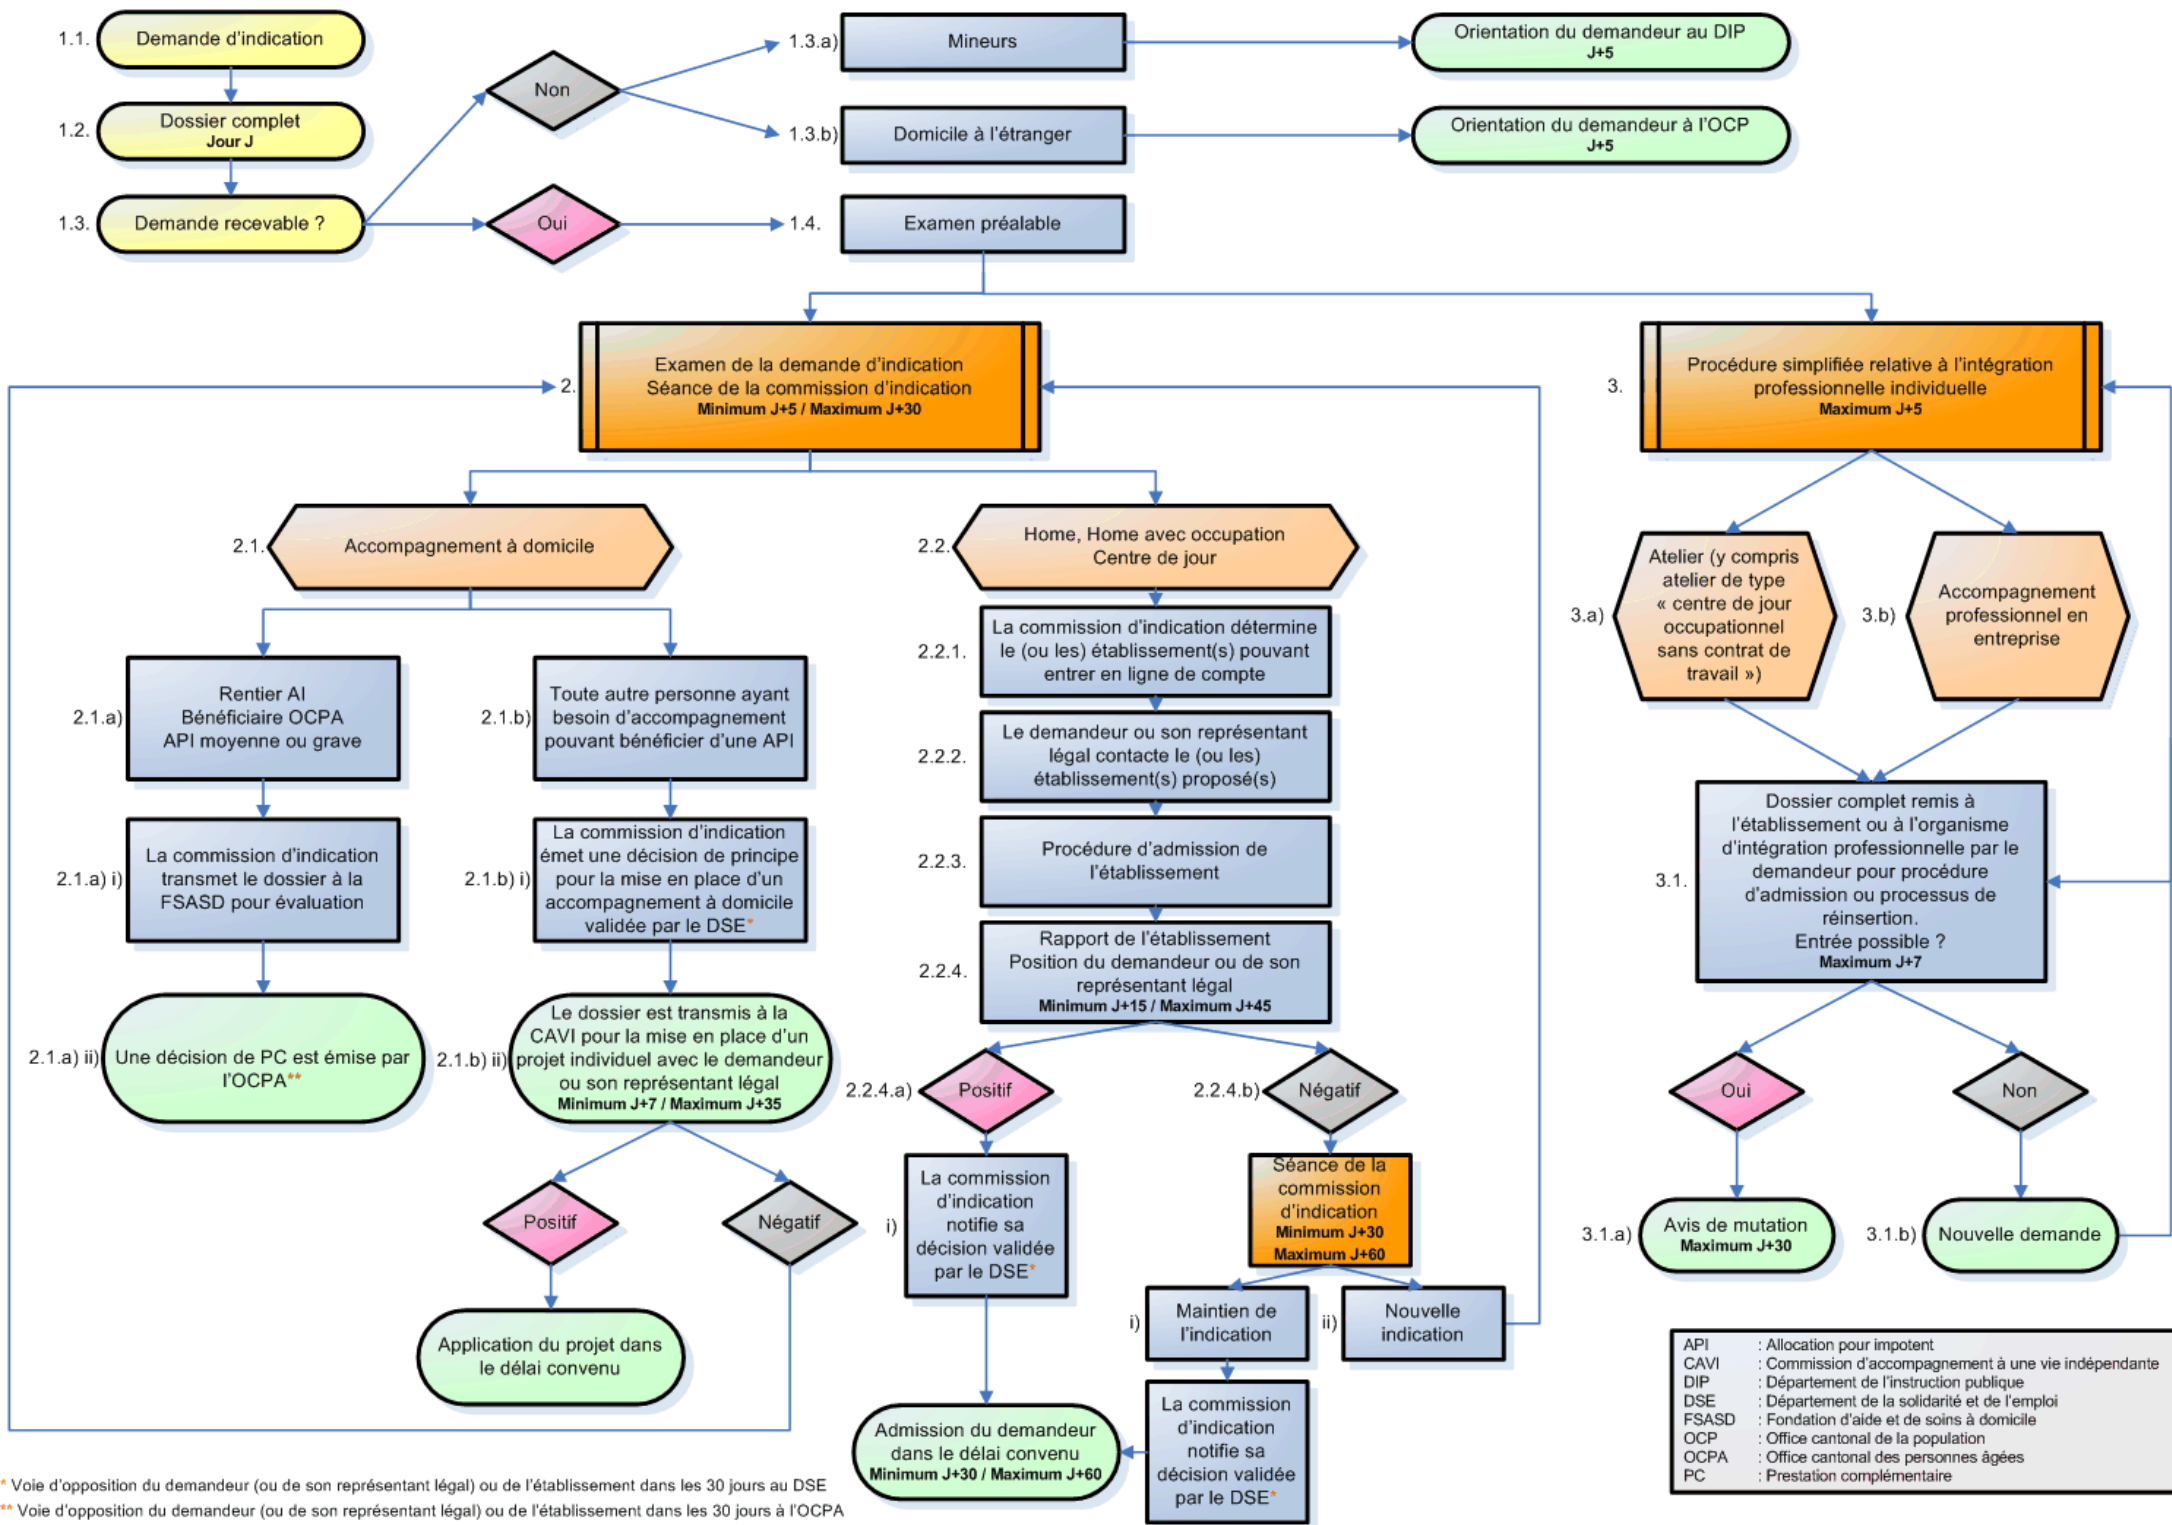 1.1.
Demande d'indication
1.2.
Dossier complet
Jour J
1.3.
Demande recevable ?
Non
Oui
1.3.a)
Mineurs
Orientation du demandeur au DIP
J+5
1.3.b)
Domicile à l'étranger
Orientation du demandeur à l'OCP
J+5
1.4.
Examen préalable
2.
Examen de la demande d'indication
Séance de la commission d'indication
Minimum J+5 / Maximum J+30
3.
Procédure simplifiée relative à l'intégration
professionnelle individuelle
Maximum J+5
2.1.
Accompagnement à domicile
2.1.a)
Rentier AI
Bénéficiaire OCPA
API moyenne ou grave
2.1.a) i)
La commission d'indication
transmet le dossier à la
FSASD pour évaluation
2.1.a) ii)
Une décision de PC est émise par
l'OCPA**
2.1.b)
Toute autre personne ayant
besoin d'accompagnement
pouvant bénéficier d'une API
2.1.b) i)
La commission d'indication
émet une décision de principe
pour la mise en place d'un
accompagnement à domicile
validée par le DSE*
2.1.b) ii)
Le dossier est transmis à la
CAVI pour la mise en place d'un
projet individuel avec le demandeur
ou son représentant légal
Minimum J+7 / Maximum J+35
Positif
Négatif
Application du projet dans
le délai convenu
2.2.
Home, Home avec occupation
Centre de jour
2.2.1.
La commission d'indication détermine
le (ou les) établissement(s) pouvant
entrer en ligne de compte
2.2.2.
Le demandeur ou son représentant
légal contacte le (ou les)
établissement(s) proposé(s)
2.2.3.
Procédure d'admission de
l'établissement
2.2.4.
Rapport de l'établissement
Position du demandeur ou de son
représentant légal
Minimum J+15 / Maximum J+45
2.2.4.a)
Positif
i)
La commission
d'indication
notifie sa
décision validée
par le DSE*
2.2.4.b)
Négatif
Séance de la
commission
d'indication
Minimum J+30
Maximum J+60
i)
Maintien de
l'indication
ii)
Nouvelle
indication
La commission
d'indication
notifie sa
décision validée
par le DSE*
Admission du demandeur
dans le délai convenu
Minimum J+30 / Maximum J+60
3.a)
Atelier (y compris
atelier de type
« centre de jour
occupationnel
sans contrat de
travail »)
3.b)
Accompagnement
professionnel en
entreprise
3.1.
Dossier complet remis à
l'établissement ou à l'organisme
d'intégration professionnelle par le
demandeur pour procédure
d'admission ou processus de
réinsertion.
Entrée possible ?
Maximum J+7
Oui
Non
3.1.a)
Avis de mutation
Maximum J+30
3.1.b)
Nouvelle demande
API : Allocation pour impotent
CAVI : Commission d'accompagnement à une vie indépendante
DIP : Département de l'instruction publique
DSE : Département de la solidarité et de l'emploi
FSASD : Fondation d'aide et de soins à domicile
OCP : Office cantonal de la population
OCPA : Office cantonal des personnes âgées
PC : Prestation complémentaire
* Voie d'opposition du demandeur (ou de son représentant légal) ou de l'établissement dans les 30 jours au DSE
** Voie d'opposition du demandeur (ou de son représentant légal) ou de l'établissement dans les 30 jours à l'OCPA